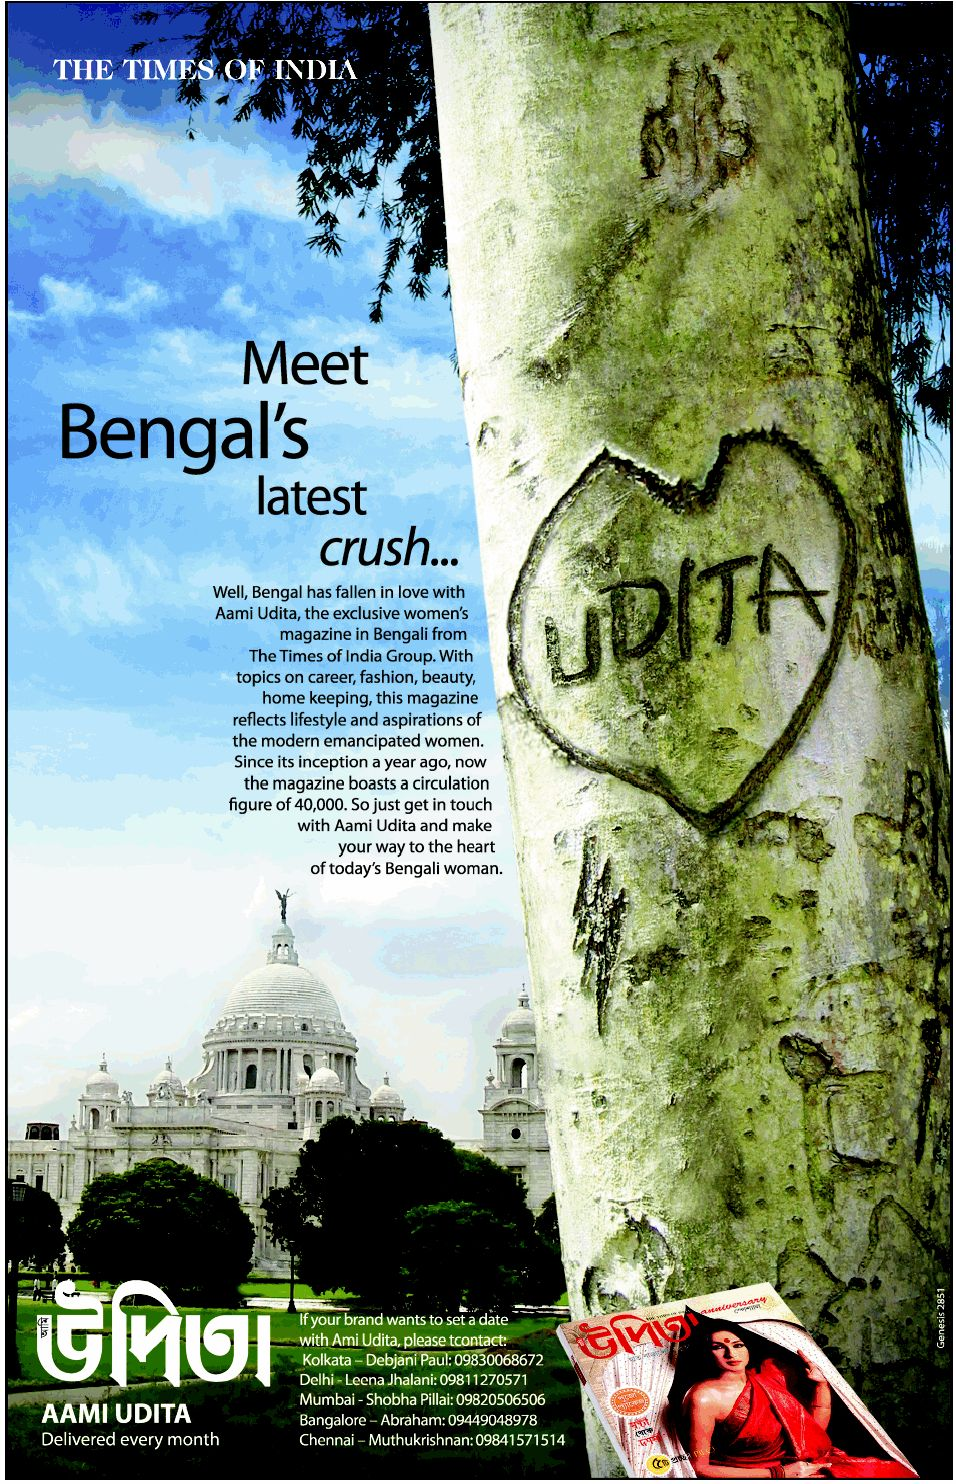 THE TIMES OF INDIA
Meet
Bengal's
latest
crush...
Well, Bengal has fallen in love with
Aami Udita, the exclusive women's
magazine in Bengali from
The Times of India Group. With
topics on career, fashion, beauty,
home keeping, this magazine
reflects lifestyle and aspirations of
the modern emancipated women.
Since its inception a year ago, now
the magazine boasts a circulation
figure of 40,000. So just get in touch
with Aami Udita and make
your way to the heart
of today's Bengali woman.
UDITA
আমি
উদিতা
AAMI UDITA
Delivered every month
If your brand wants to set a date
with Ami Udita, please tcontact:
Kolkata – Debjani Paul: 09830068672
Delhi - Leena Jhalani: 09811270571
Mumbai - Shobha Pillai: 09820506506
Bangalore – Abraham: 09449048978
Chennai – Muthukrishnan: 09841571514
anniversary
উদিতা
Genesis 2851